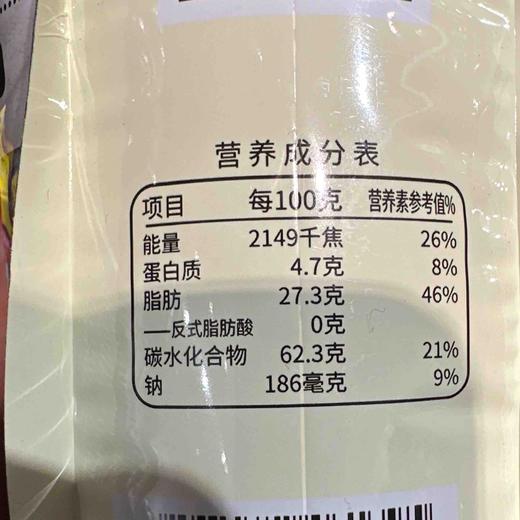 营养成分表
项目 每100克 营养素参考值%
能量 2149千焦 26%
蛋白质 4.7克 8%
脂肪 27.3克 46%
——反式脂肪酸 0克
碳水化合物 62.3克 21%
钠 186毫克 9%